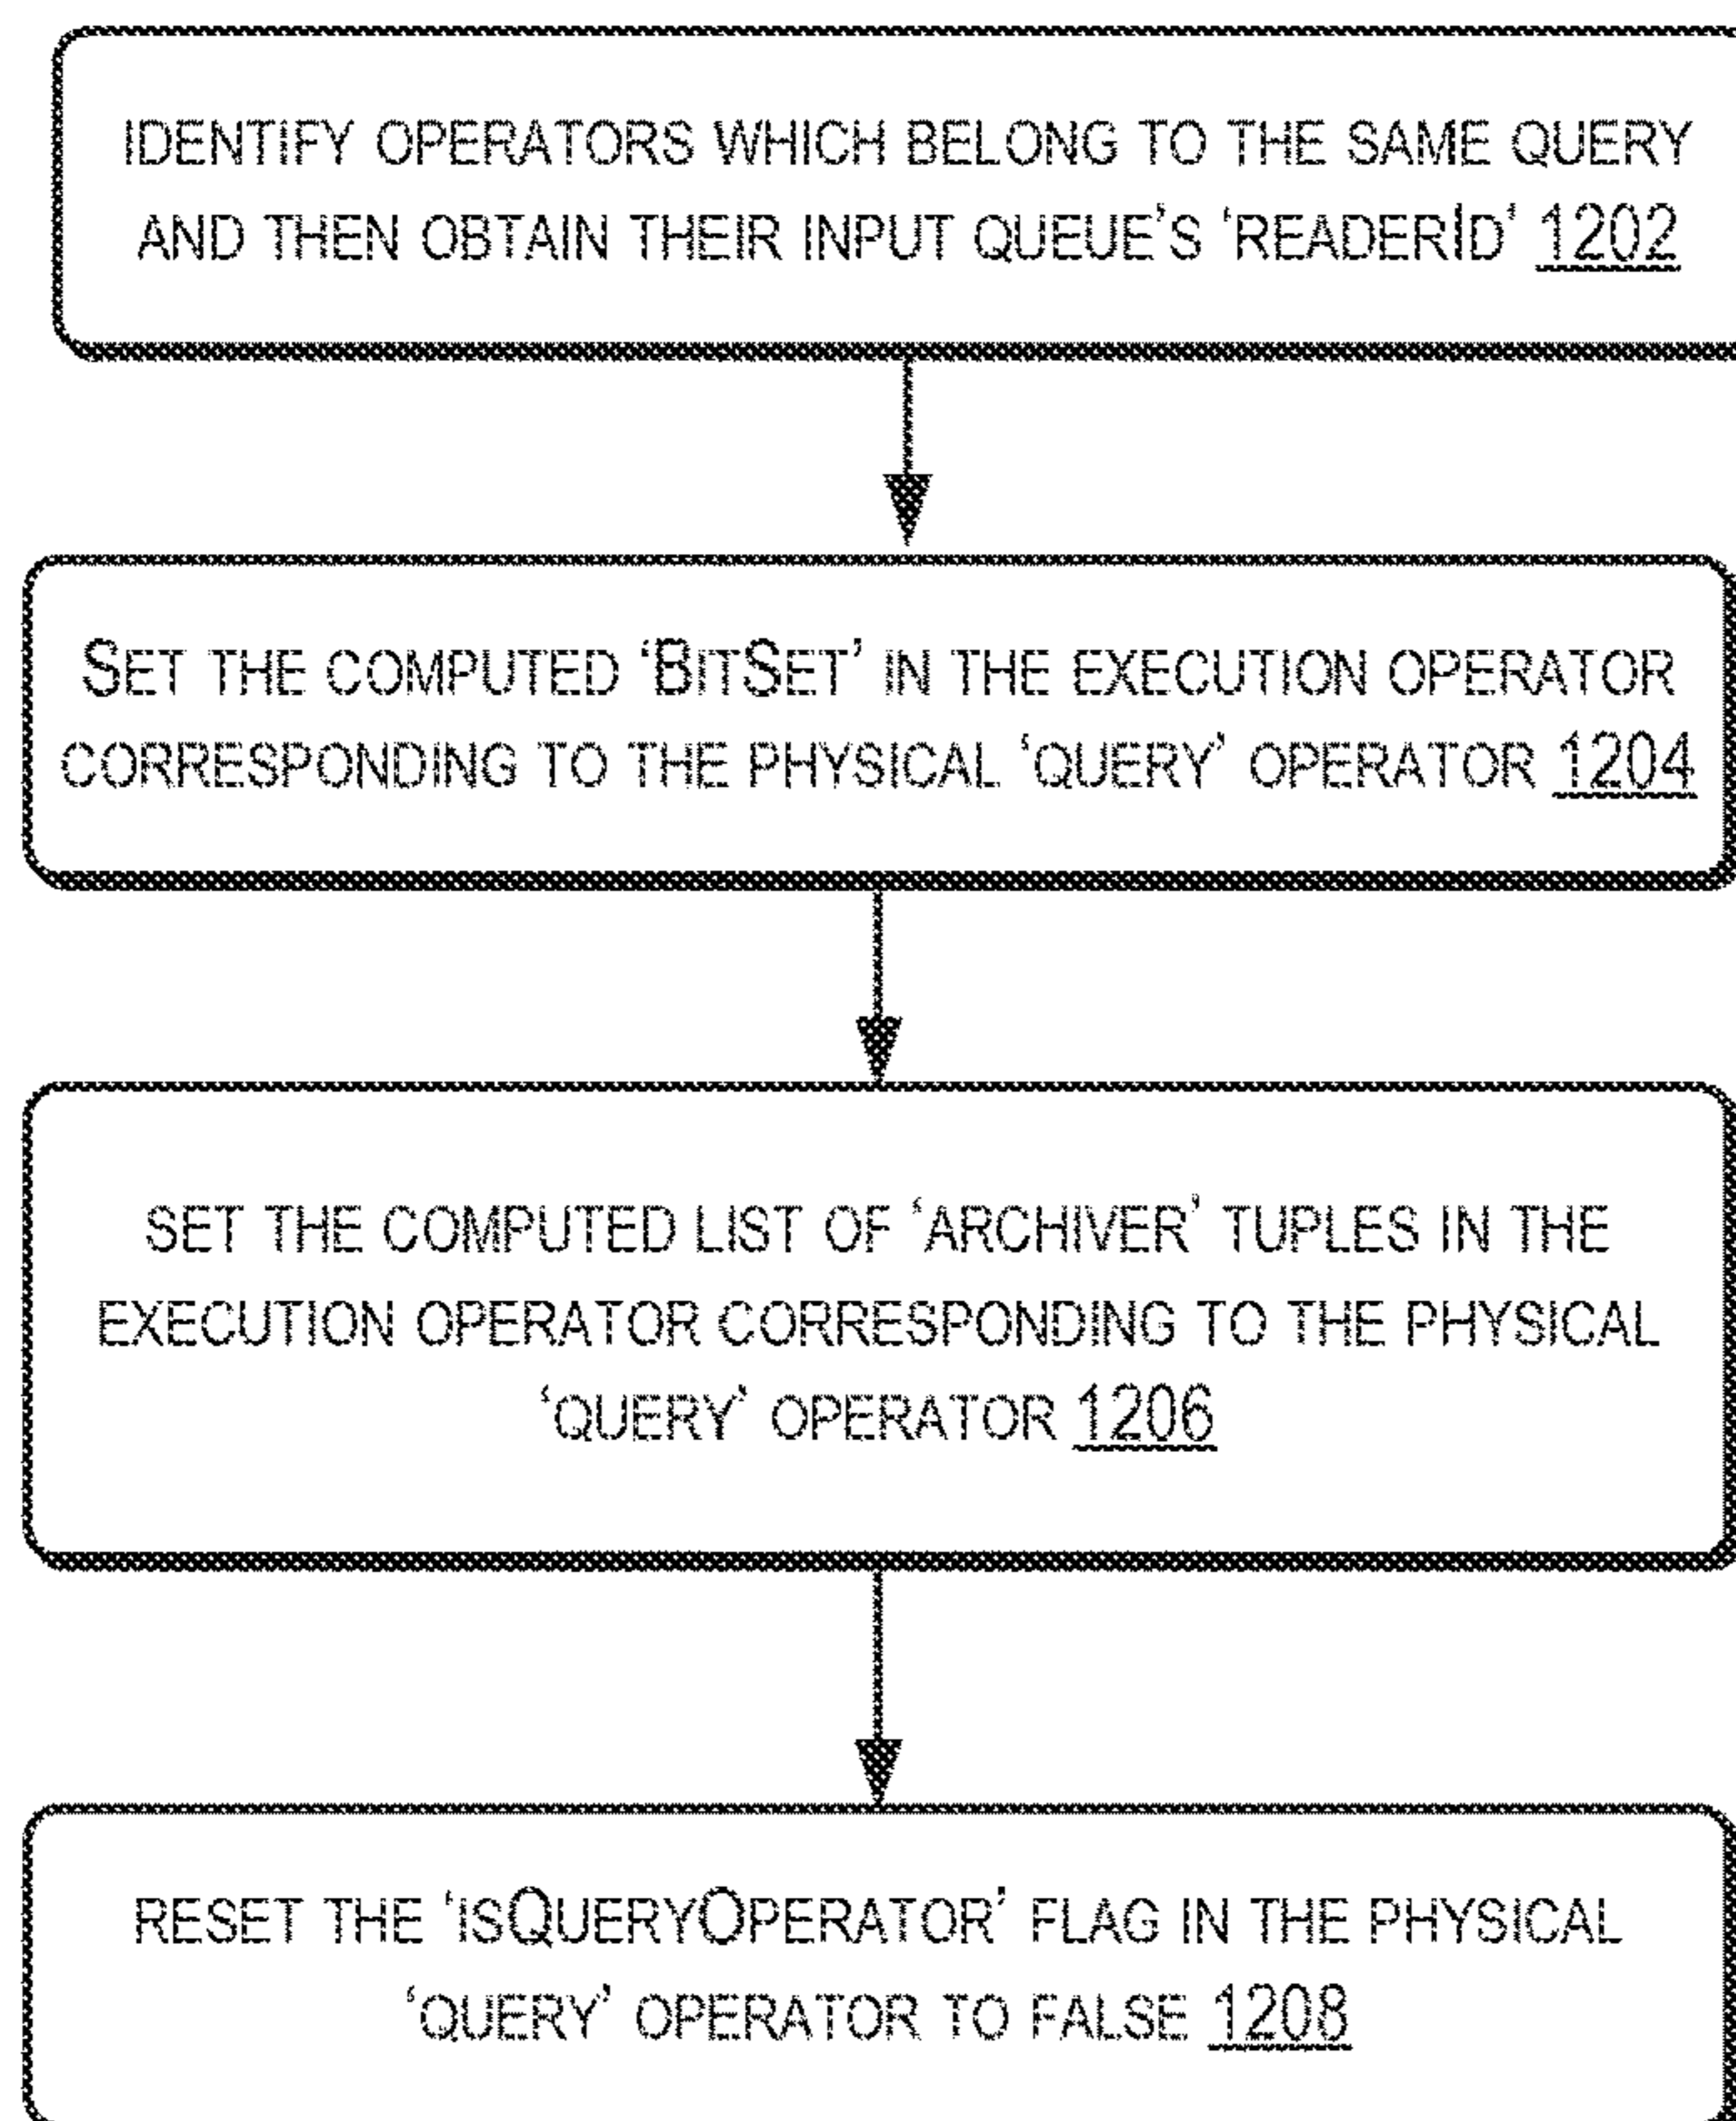 IDENTIFY OPERATORS WHICH BELONG TO THE SAME QUERY
AND THEN OBTAIN THEIR INPUT QUEUE'S 'READERID' 1202
SET THE COMPUTED 'BITSET' IN THE EXECUTION OPERATOR
CORRESPONDING TO THE PHYSICAL 'QUERY' OPERATOR 1204
SET THE COMPUTED LIST OF 'ARCHIVER' TUPLES IN THE
EXECUTION OPERATOR CORRESPONDING TO THE PHYSICAL
'QUERY' OPERATOR 1206
RESET THE 'ISQUERYOPERATOR' FLAG IN THE PHYSICAL
'QUERY' OPERATOR TO FALSE 1208